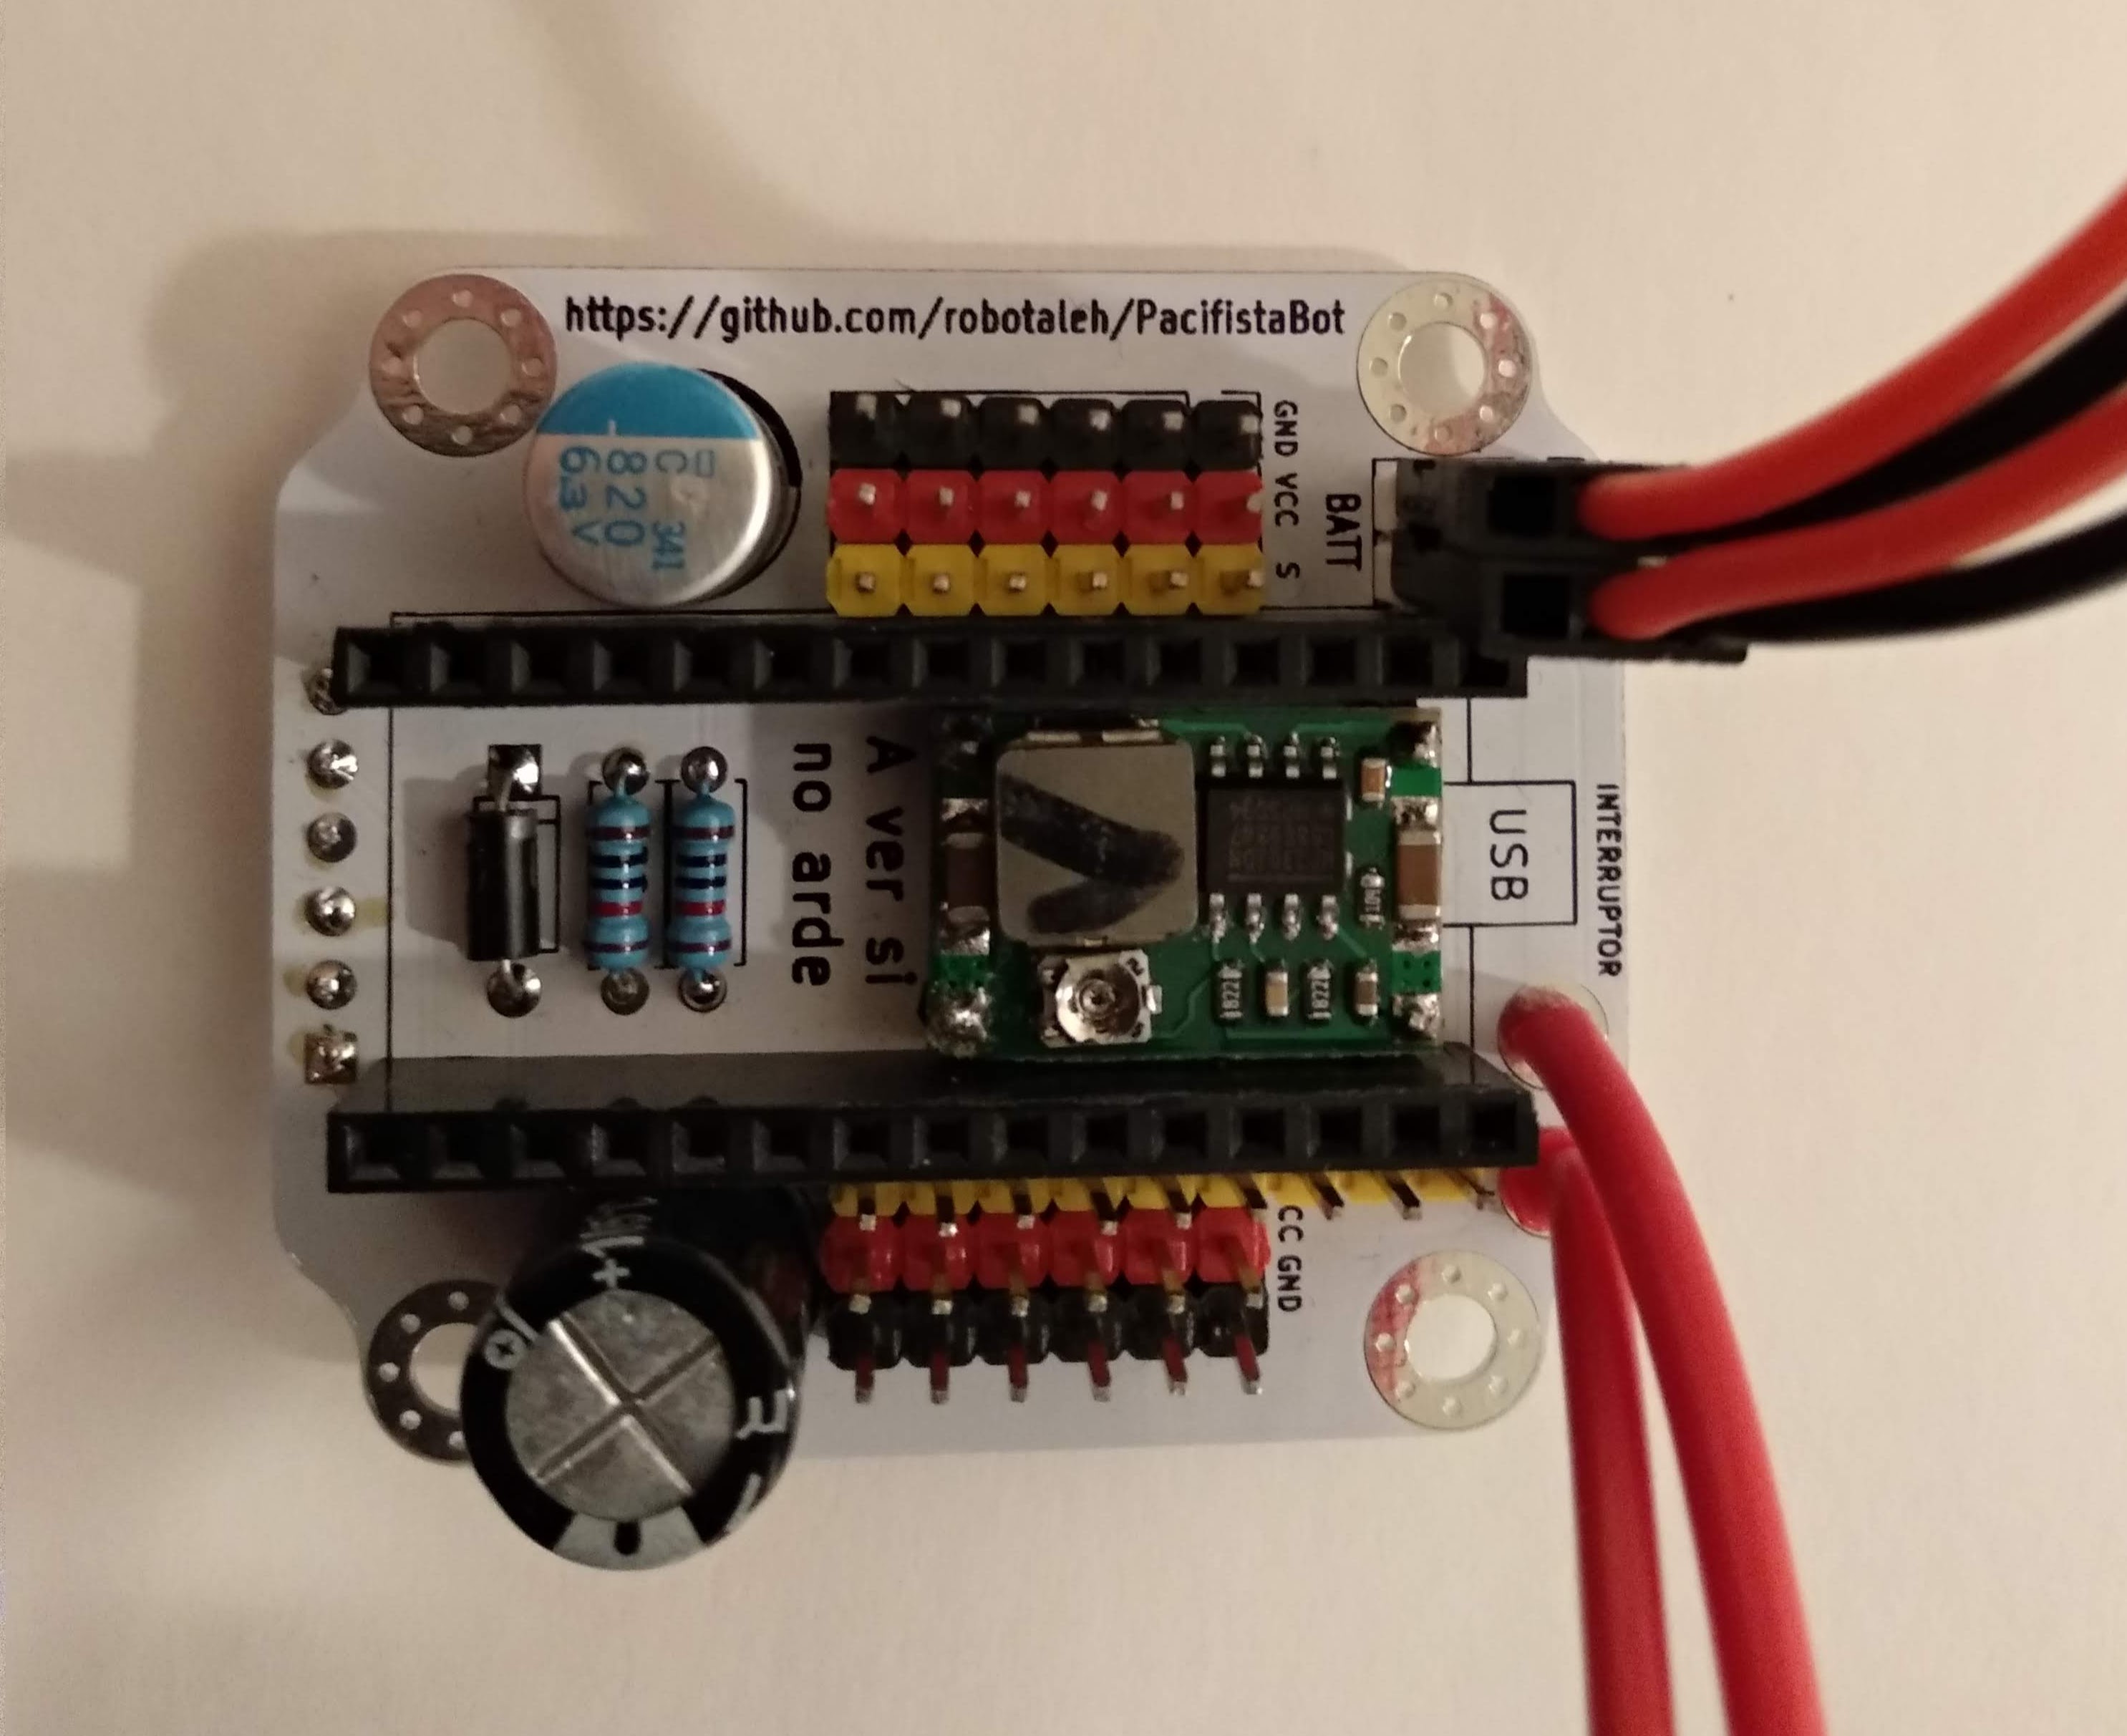 https://github.com/robotaleh/PacifistaBot
GND VCC S
BATT
820
6.3V
341
A ver si
no arde
USB
INTERRUPTOR
CC GND